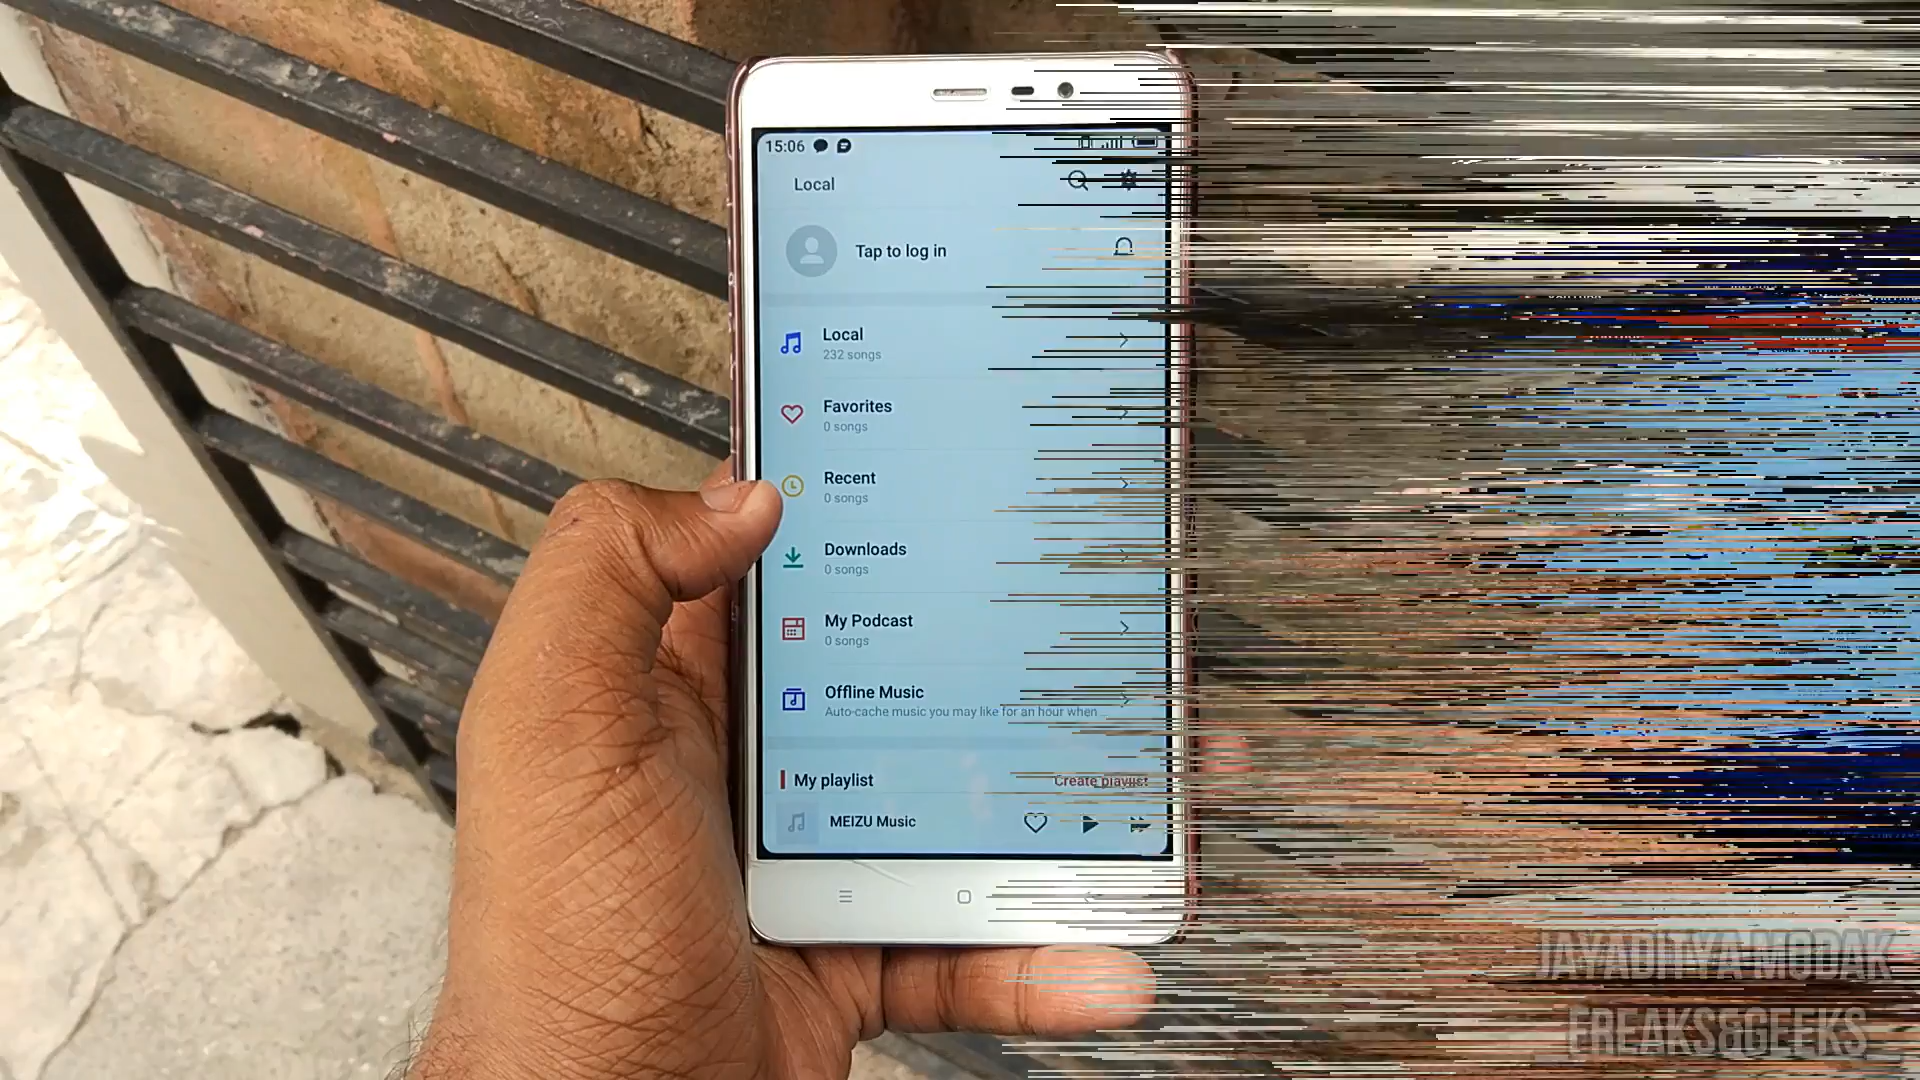 15:06
Local
Tap to log in
Local
232 songs
Favorites
0 songs
Recent
0 songs
Downloads
0 songs
My Podcast
0 songs
Offline Music
Auto-cache music you may like for an hour when ...
My playlist
Create playlist
MEIZU Music
JAYADITYA MODAK
FREAKS&GEEKS